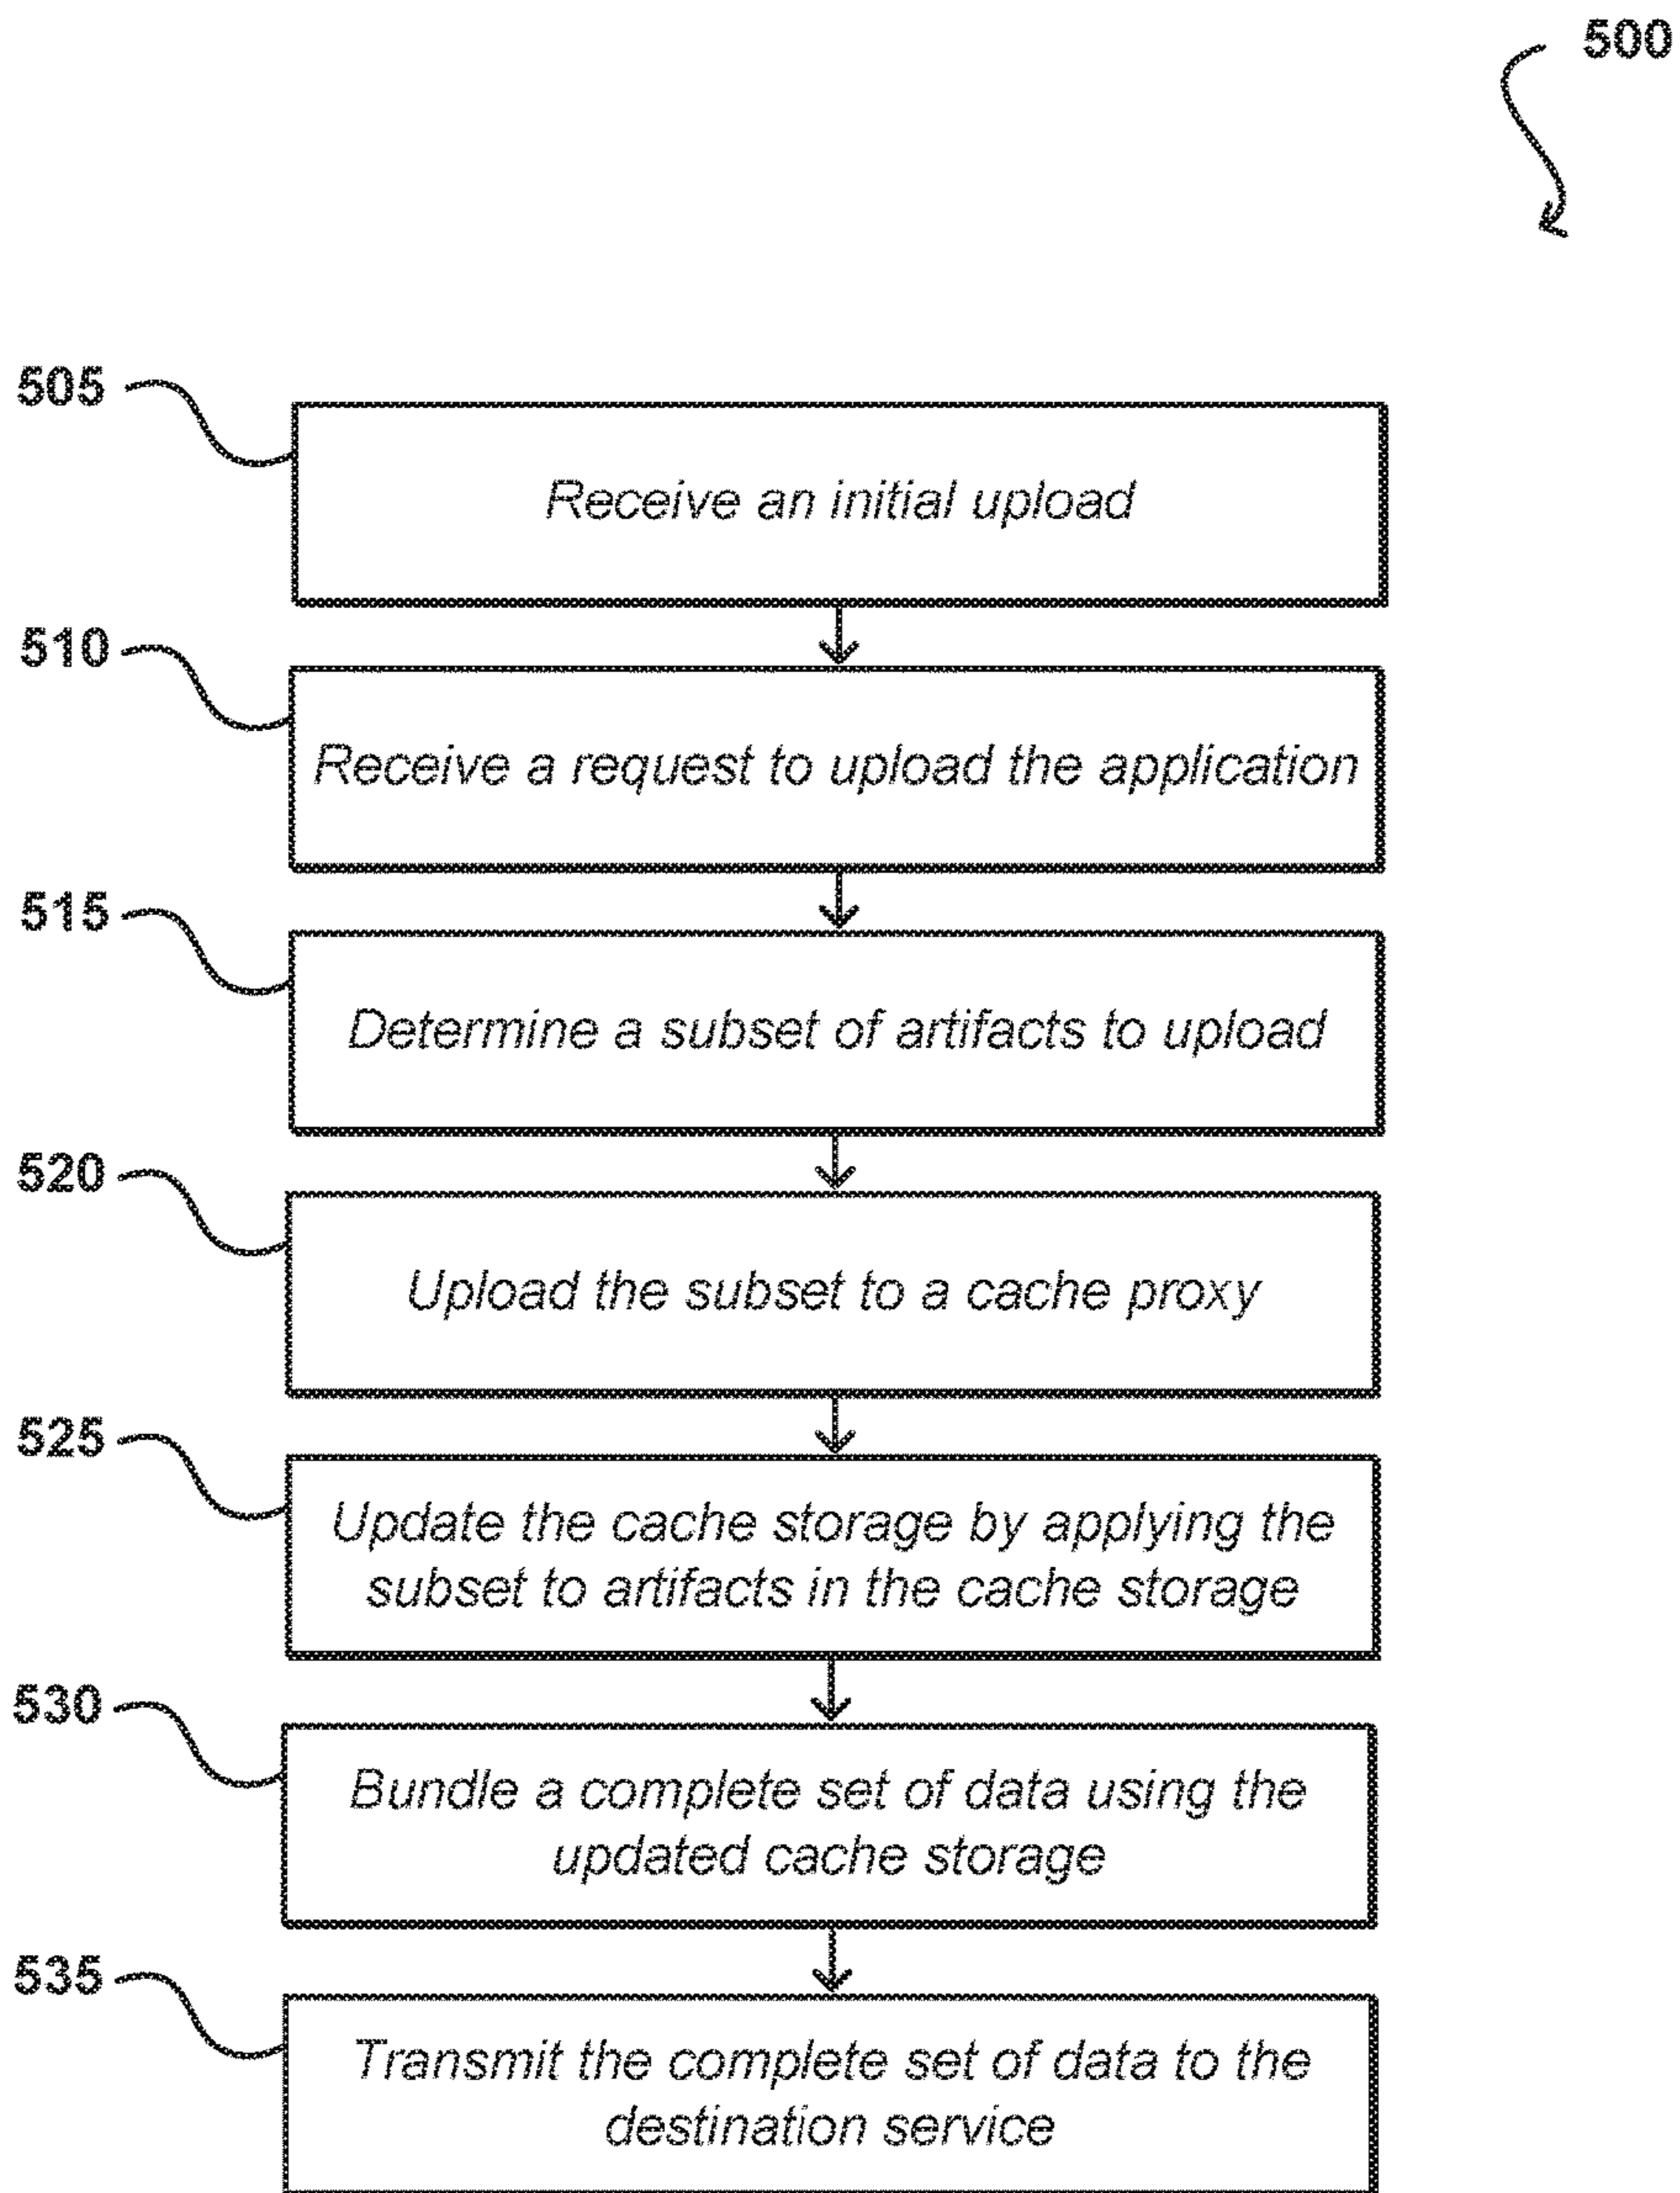 500
505
Receive an initial upload
510
Receive a request to upload the application
515
Determine a subset of artifacts to upload
520
Upload the subset to a cache proxy
525
Update the cache storage by applying the
subset to artifacts in the cache storage
530
Bundle a complete set of data using the
updated cache storage
535
Transmit the complete set of data to the
destination service